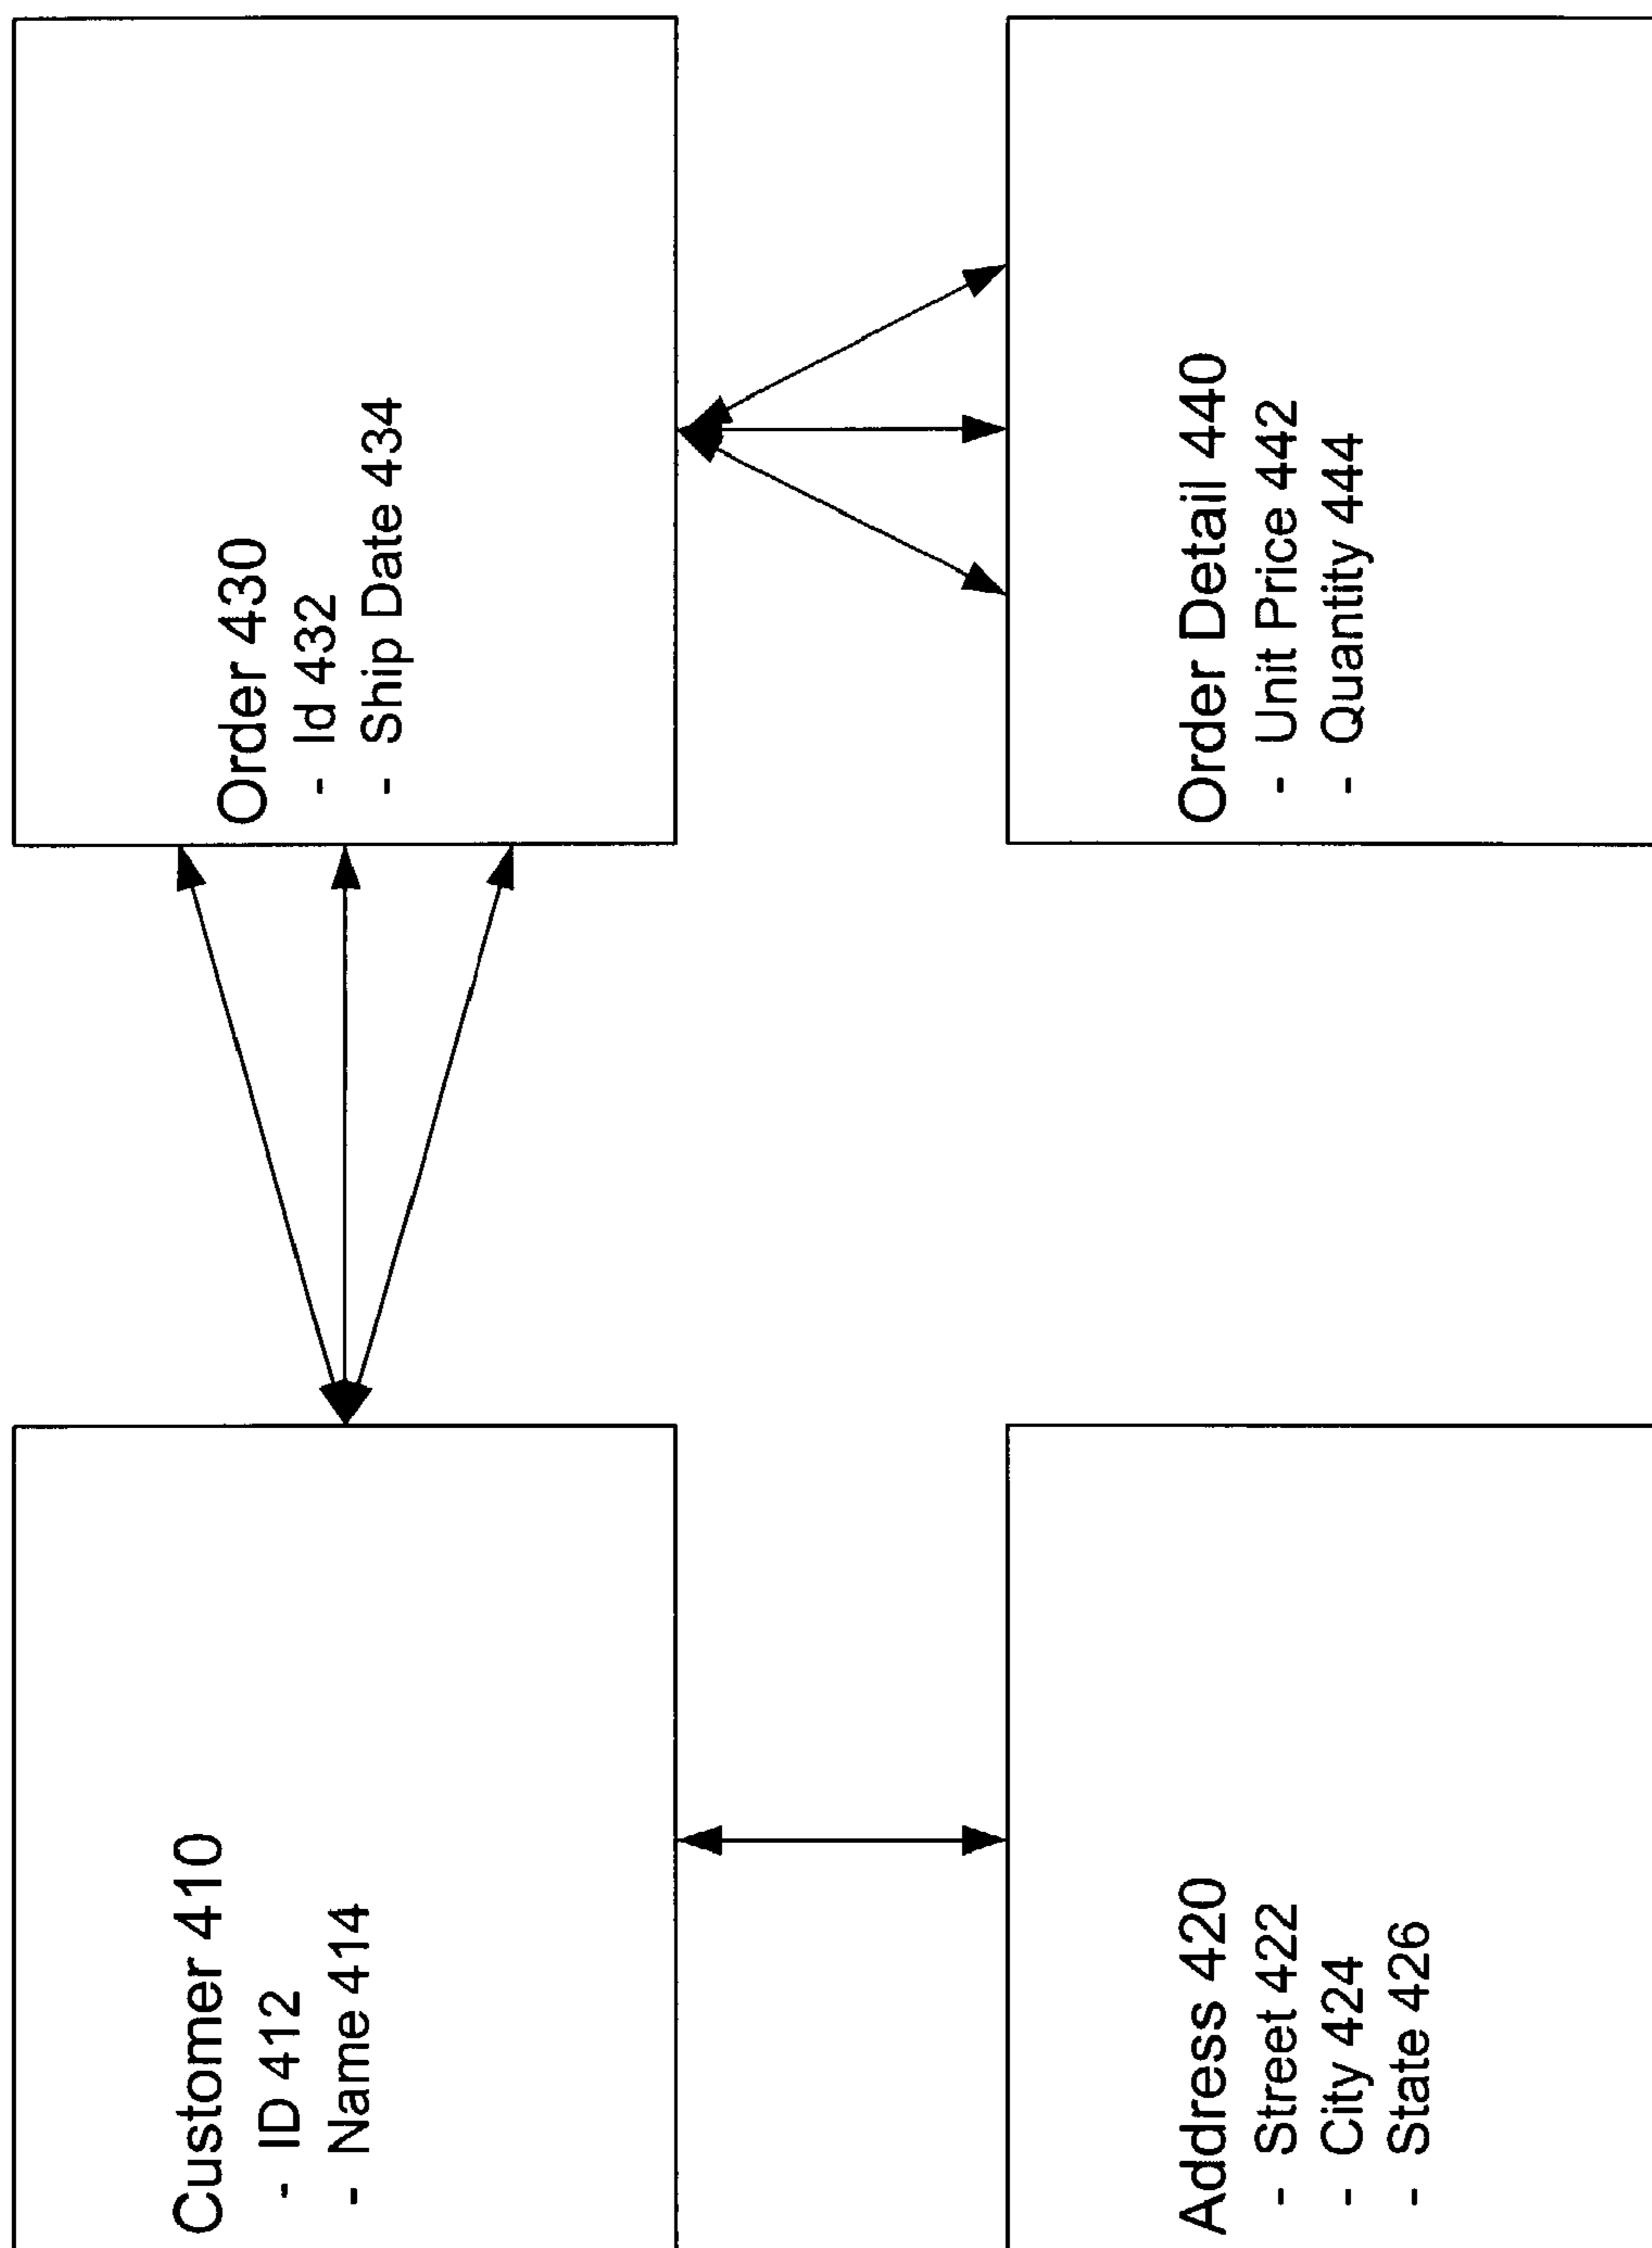 Customer 410
- ID 412
- Name 414
Order 430
- Id 432
- Ship Date 434
Address 420
- Street 422
- City 424
- State 426
Order Detail 440
- Unit Price 442
- Quantity 444